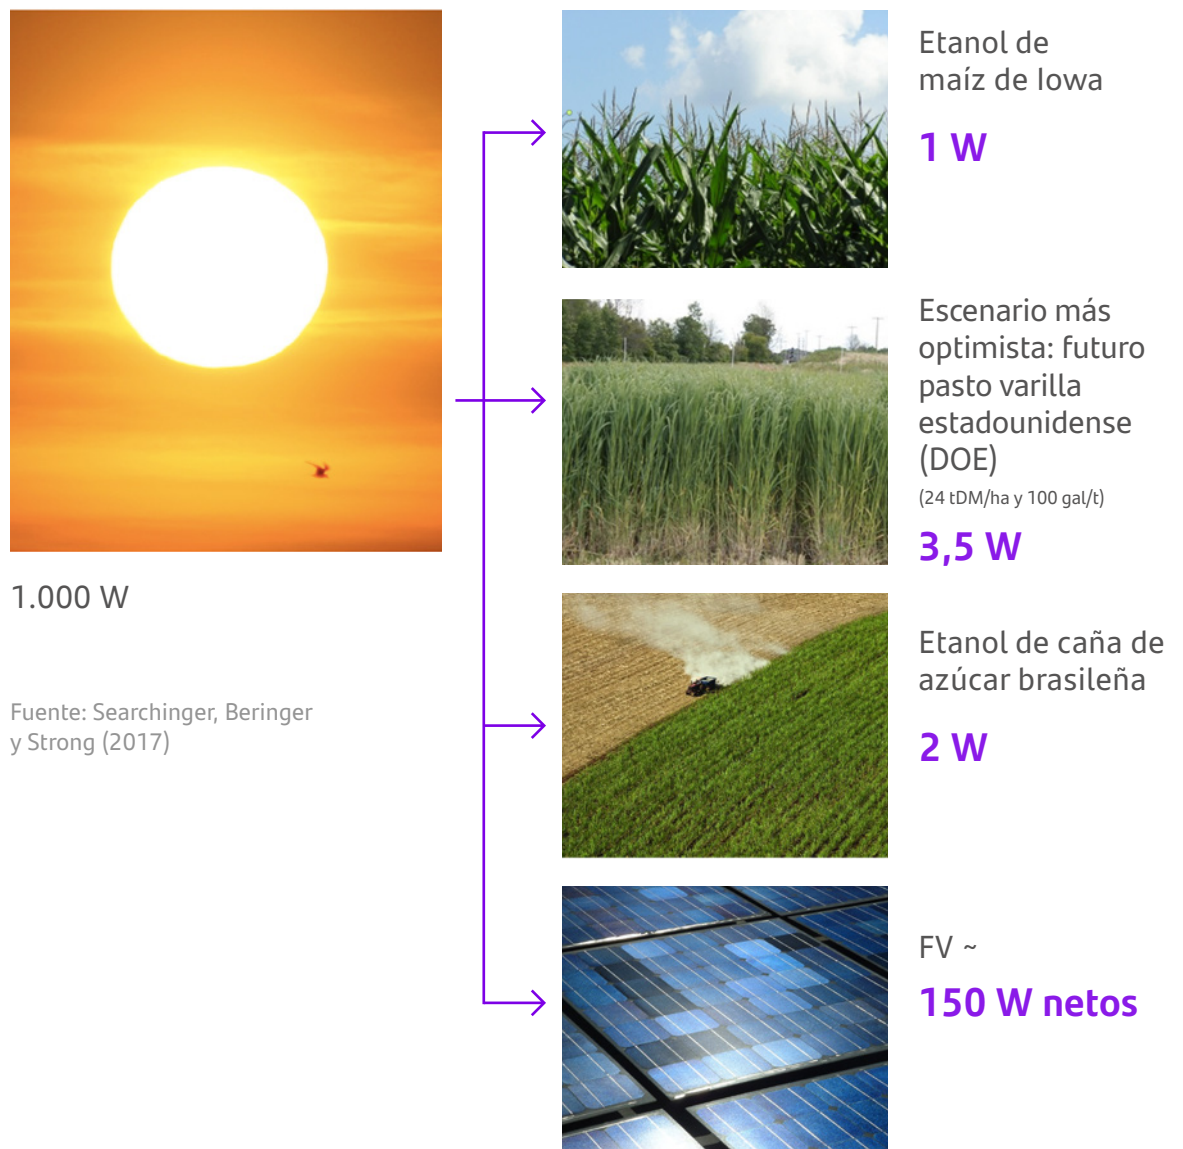 1.000 W
Fuente: Searchinger, Beringer
y Strong (2017)
Etanol de
maíz de Iowa
1 W
Escenario más
optimista: futuro
pasto varilla
estadounidense
(DOE)
(24 tDM/ha y 100 gal/t)
3,5 W
Etanol de caña de
azúcar brasileña
2 W
FV ~
150 W netos